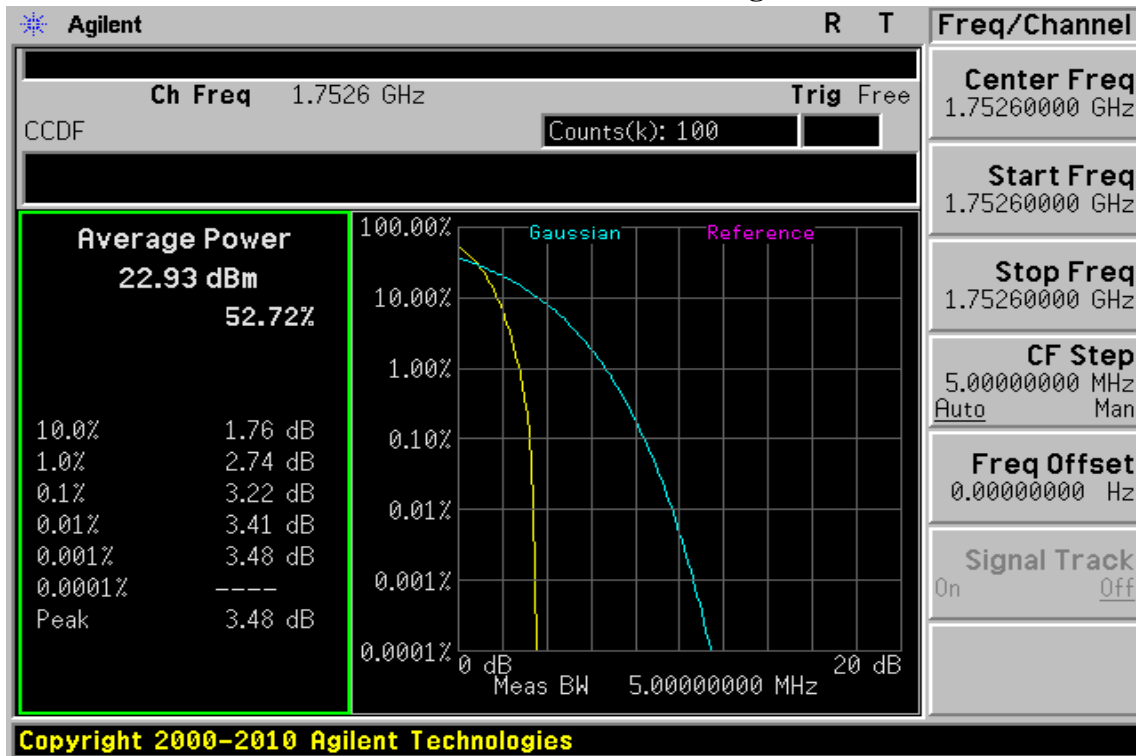 Agilent R T
Freq/Channel
Ch Freq 1.7526 GHz Trig Free
CCDF Counts(k): 100
Average Power
22.93 dBm
52.72%
10.0% 1.76 dB
1.0% 2.74 dB
0.1% 3.22 dB
0.01% 3.41 dB
0.001% 3.48 dB
0.0001% ----
Peak 3.48 dB
Gaussian Reference
100.00%
10.00%
1.00%
0.10%
0.01%
0.001%
0.0001%
0 dB 20 dB
Meas BW 5.00000000 MHz
Center Freq
1.75260000 GHz
Start Freq
1.75260000 GHz
Stop Freq
1.75260000 GHz
CF Step
5.00000000 MHz
Auto Man
Freq Offset
0.00000000 Hz
Signal Track
On Off
Copyright 2000-2010 Agilent Technologies